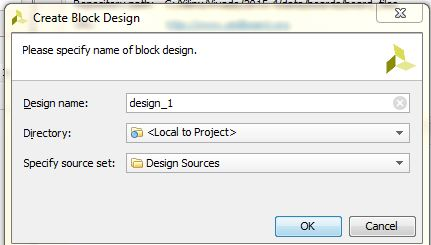 Create Block Design
Please specify name of block design.
Design name: design_1
Directory: <Local to Project>
Specify source set: Design Sources
OK Cancel